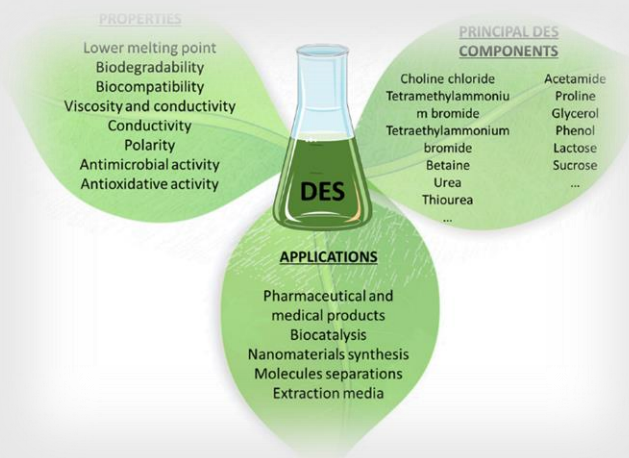 PROPERTIES
Lower melting point
Biodegradability
Biocompatibility
Viscosity and conductivity
Conductivity
Polarity
Antimicrobial activity
Antioxidative activity
DES
PRINCIPAL DES
COMPONENTS
Choline chloride
Tetramethylammoniu
m bromide
Tetraethylammonium
bromide
Betaine
Urea
Thiourea
...
Acetamide
Proline
Glycerol
Phenol
Lactose
Sucrose
...
APPLICATIONS
Pharmaceutical and
medical products
Biocatalysis
Nanomaterials synthesis
Molecules separations
Extraction media